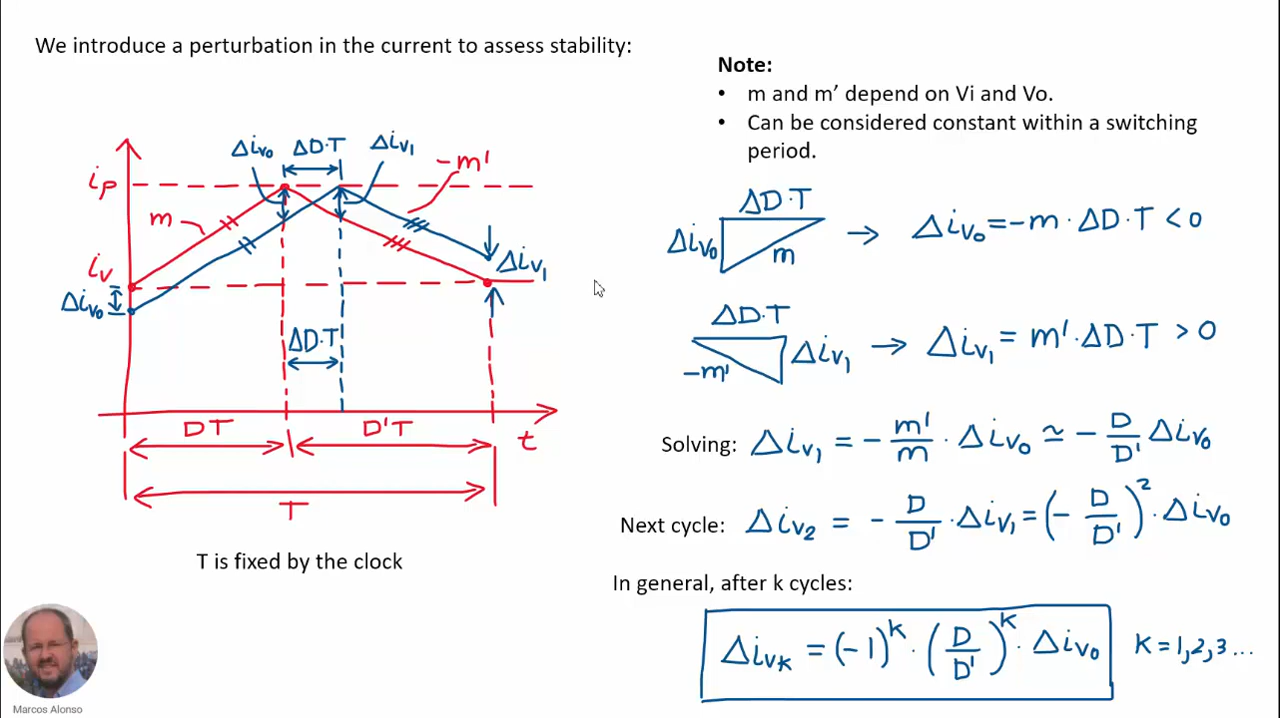 We introduce a perturbation in the current to assess stability:
Note:
• m and m’ depend on Vi and Vo.
• Can be considered constant within a switching
period.
Δiv₀ ΔD·T Δiv₁
-m'
ip
m
iv
Δiv₀
Δiv₁
ΔD·T
DT D'T
t
T
T is fixed by the clock
ΔD·T
Δiv₀ m → Δiv₀ = -m · ΔD·T < 0
ΔD·T
-m' Δiv₁ → Δiv₁ = m' · ΔD·T > 0
Solving: Δiv₁ = - m'/m · Δiv₀ ≃ - D/D' Δiv₀
Next cycle: Δiv₂ = - D/D' · Δiv₁ = (- D/D')² · Δiv₀
In general, after k cycles:
Δivₖ = (-1)ᴷ · (D/D')ᴷ · Δiv₀ K = 1,2,3...
Marcos Alonso